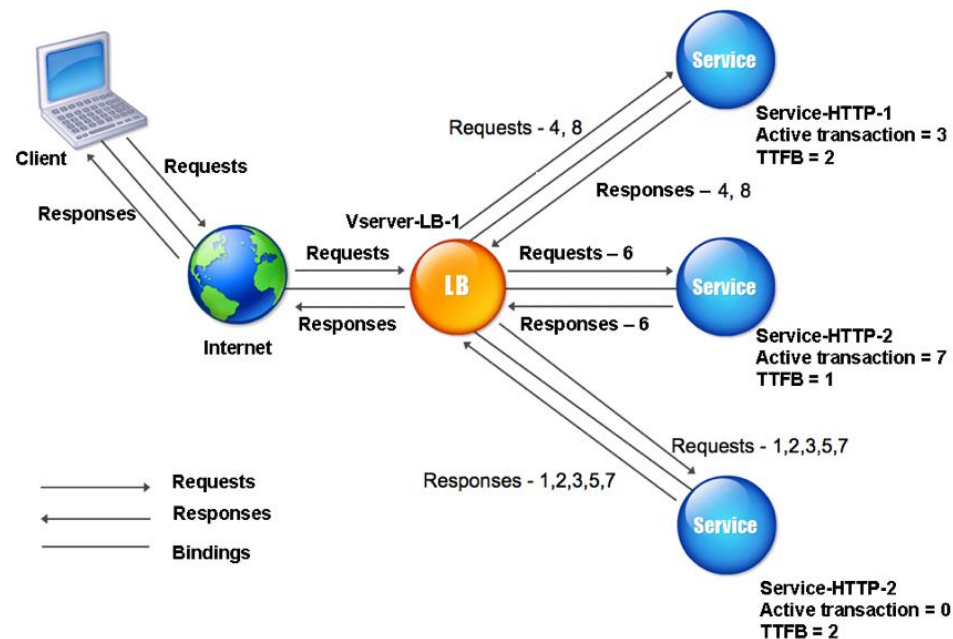 Service
Service-HTTP-1
Active transaction = 3
TTFB = 2
Requests - 4, 8
Responses – 4, 8
Client
Requests
Responses
Vserver-LB-1
Requests
LB
Responses
Internet
Requests – 6
Responses – 6
Service
Service-HTTP-2
Active transaction = 7
TTFB = 1
Requests - 1,2,3,5,7
Responses - 1,2,3,5,7
Service
Service-HTTP-2
Active transaction = 0
TTFB = 2
Requests
Responses
Bindings